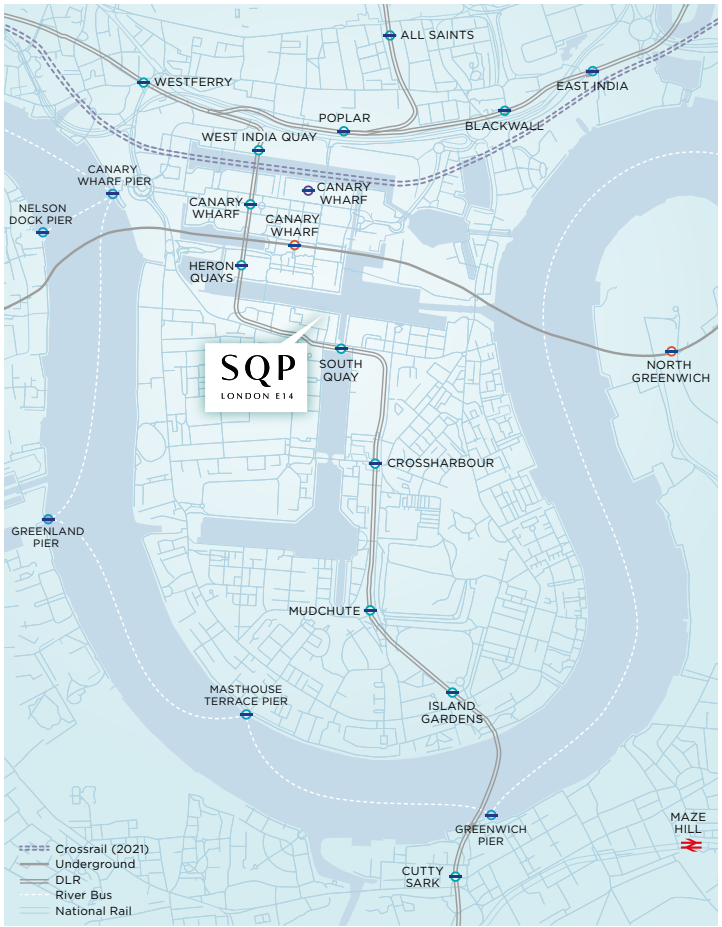 ALL SAINTS
WESTFERRY
EAST INDIA
POPLAR
BLACKWALL
WEST INDIA QUAY
CANARY
WHARF PIER
CANARY
WHARF
CANARY
WHARF
NELSON
DOCK PIER
CANARY
WHARF
HERON
QUAYS
SQP
LONDON E14
SOUTH
QUAY
NORTH
GREENWICH
CROSSHARBOUR
GREENLAND
PIER
MUDCHUTE
MASTHOUSE
TERRACE PIER
ISLAND
GARDENS
GREENWICH
PIER
MAZE
HILL
CUTTY
SARK
Crossrail (2021)
Underground
DLR
River Bus
National Rail